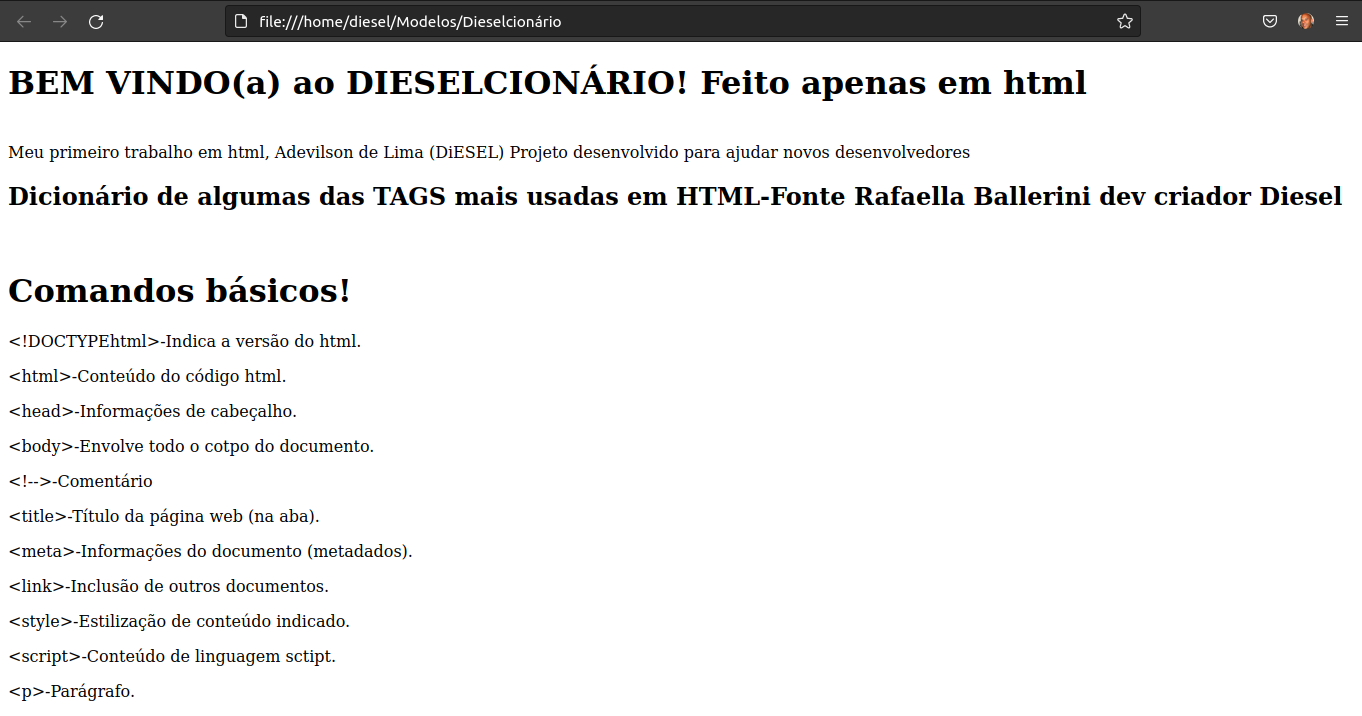 file:///home/diesel/Modelos/Dieselcionário
BEM VINDO(a) ao DIESELCIONÁRIO! Feito apenas em html
Meu primeiro trabalho em html, Adevilson de Lima (DiESEL) Projeto desenvolvido para ajudar novos desenvolvedores
Dicionário de algumas das TAGS mais usadas em HTML-Fonte Rafaella Ballerini dev criador Diesel
Comandos básicos!
<!DOCTYPEhtml>-Indica a versão do html.
<html>-Conteúdo do código html.
<head>-Informações de cabeçalho.
<body>-Envolve todo o cotpo do documento.
<!-->-Comentário
<title>-Título da página web (na aba).
<meta>-Informações do documento (metadados).
<link>-Inclusão de outros documentos.
<style>-Estilização de conteúdo indicado.
<script>-Conteúdo de linguagem sctipt.
<p>-Parágrafo.